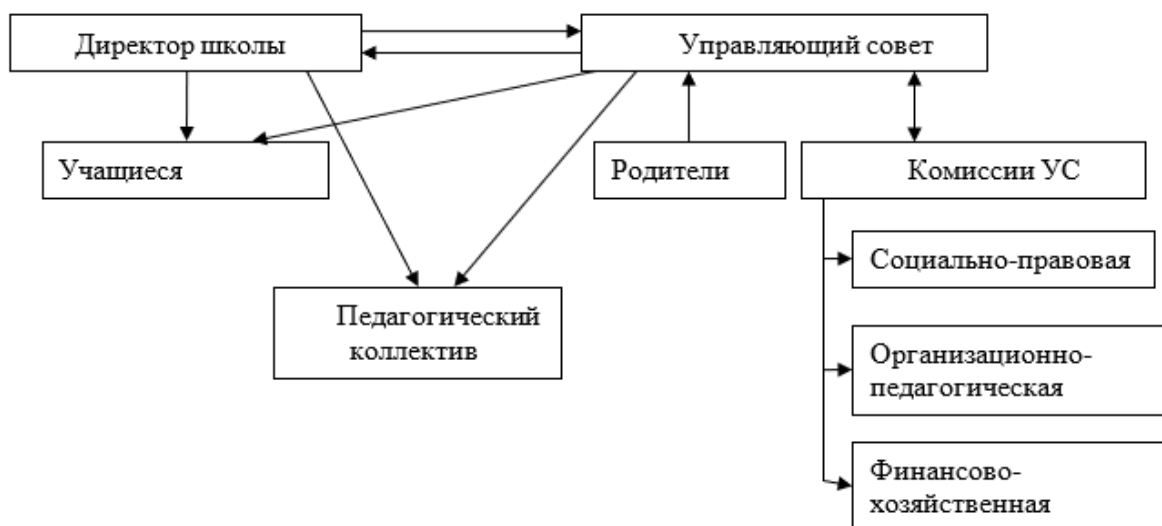 Директор школы
Управляющий совет
Учащиеся
Родители
Комиссии УС
Социально-правовая
Педагогический
коллектив
Организационно-
педагогическая
Финансово-
хозяйственная